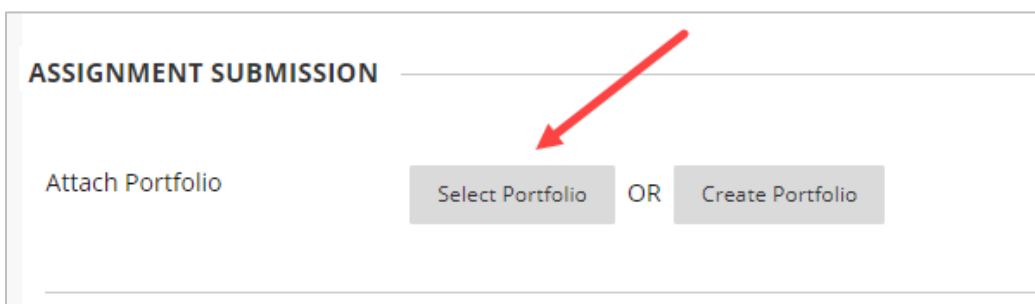 ASSIGNMENT SUBMISSION
Attach Portfolio Select Portfolio OR Create Portfolio